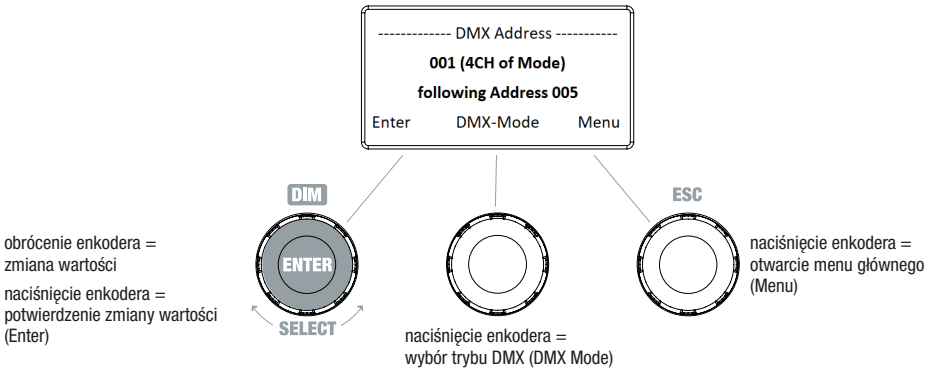 ------------- DMX Address -----------
001 (4CH of Mode)
following Address 005
Enter DMX-Mode Menu
DIM
ESC
obrócenie enkodera =
zmiana wartości
naciśnięcie enkodera =
potwierdzenie zmiany wartości
(Enter)
ENTER
SELECT
naciśnięcie enkodera =
wybór trybu DMX (DMX Mode)
naciśnięcie enkodera =
otwarcie menu głównego
(Menu)